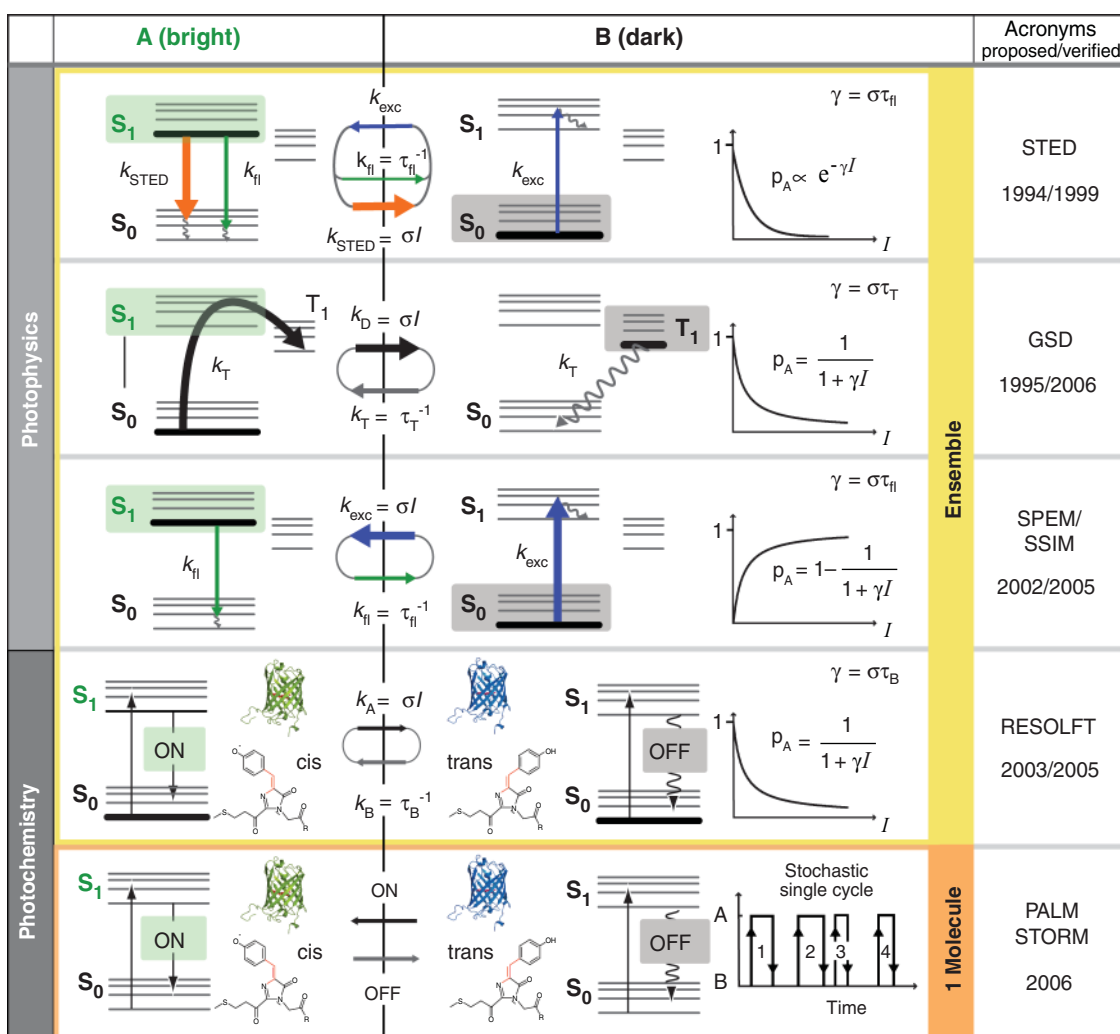 A (bright)
B (dark)
Acronyms
proposed/verified
Photophysics
S1
kSTED
kfl
S0
kexc
kfl = τfl-1
kSTED = σI
S1
kexc
S0
γ = στfl
1
pA ∝ e-γI
I
STED
1994/1999
S1
T1
kT
S0
kD = σI
kT = τT-1
T1
kT
S0
γ = στT
1
pA = 1 / 1 + γI
I
GSD
1995/2006
Ensemble
S1
kfl
S0
kexc = σI
kfl = τfl-1
S1
kexc
S0
γ = στfl
1
pA = 1 − 1 / 1 + γI
I
SPEM/
SSIM
2002/2005
Photochemistry
S1
ON
S0
O-
N
N
O
S
O
O
R
cis
kA = σI
kB = τB-1
trans
OH
N
N
O
S
O
O
R
S1
OFF
S0
γ = στB
1
pA = 1 / 1 + γI
I
RESOLFT
2003/2005
S1
ON
S0
O-
N
N
O
S
O
O
R
cis
ON
OFF
trans
OH
N
N
O
S
O
O
R
S1
OFF
S0
Stochastic
single cycle
A
B
1
2
3
4
Time
1 Molecule
PALM
STORM
2006